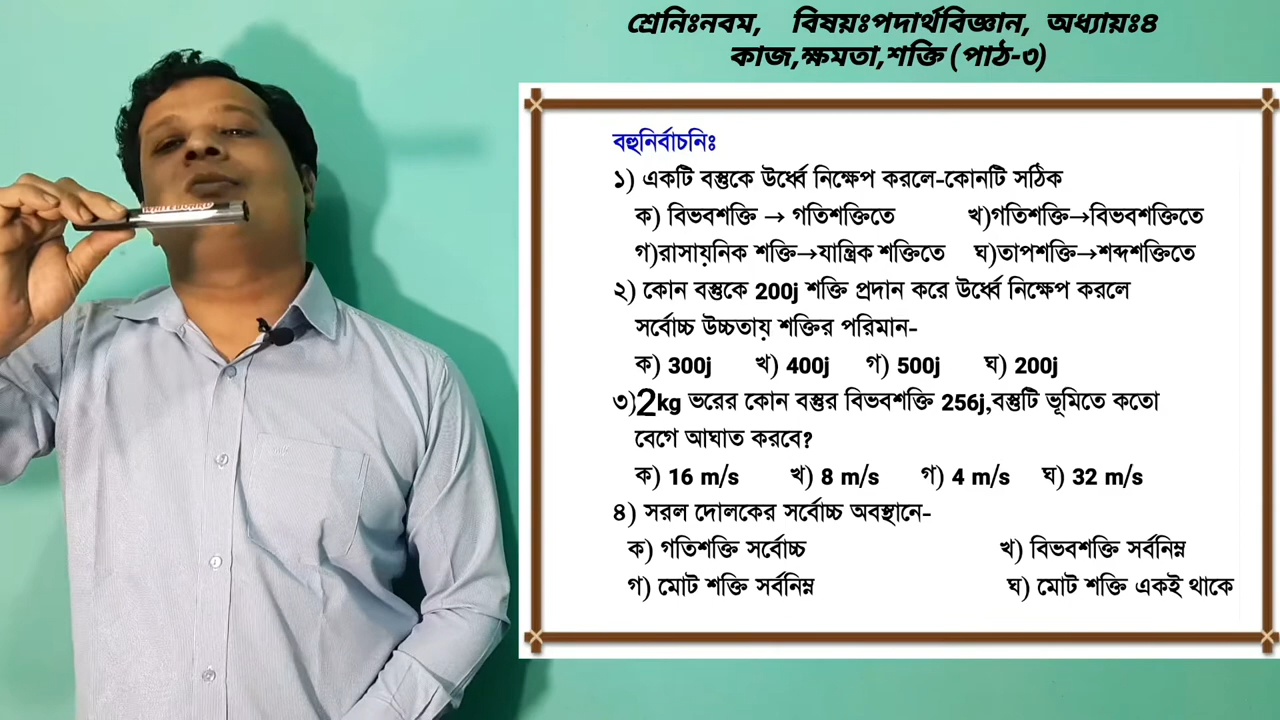 শ্রেনিঃনবম, বিষয়ঃপদার্থবিজ্ঞান, অধ্যায়ঃ৪
কাজ,ক্ষমতা,শক্তি (পাঠ-৩)
বহুনির্বাচনিঃ
১) একটি বস্তুকে উর্ধ্বে নিক্ষেপ করলে-কোনটি সঠিক
ক) বিভবশক্তি → গতিশক্তিতে খ)গতিশক্তি→বিভবশক্তিতে
গ)রাসায়নিক শক্তি→যান্ত্রিক শক্তিতে ঘ)তাপশক্তি→শব্দশক্তিতে
২) কোন বস্তুকে 200j শক্তি প্রদান করে উর্ধ্বে নিক্ষেপ করলে
সর্বোচ্চ উচ্চতায় শক্তির পরিমান-
ক) 300j খ) 400j গ) 500j ঘ) 200j
৩)2kg ভরের কোন বস্তুর বিভবশক্তি 256j,বস্তুটি ভূমিতে কতো
বেগে আঘাত করবে?
ক) 16 m/s খ) 8 m/s গ) 4 m/s ঘ) 32 m/s
৪) সরল দোলকের সর্বোচ্চ অবস্থানে-
ক) গতিশক্তি সর্বোচ্চ খ) বিভবশক্তি সর্বনিম্ন
গ) মোট শক্তি সর্বনিম্ন ঘ) মোট শক্তি একই থাকে
WHITEBOARD